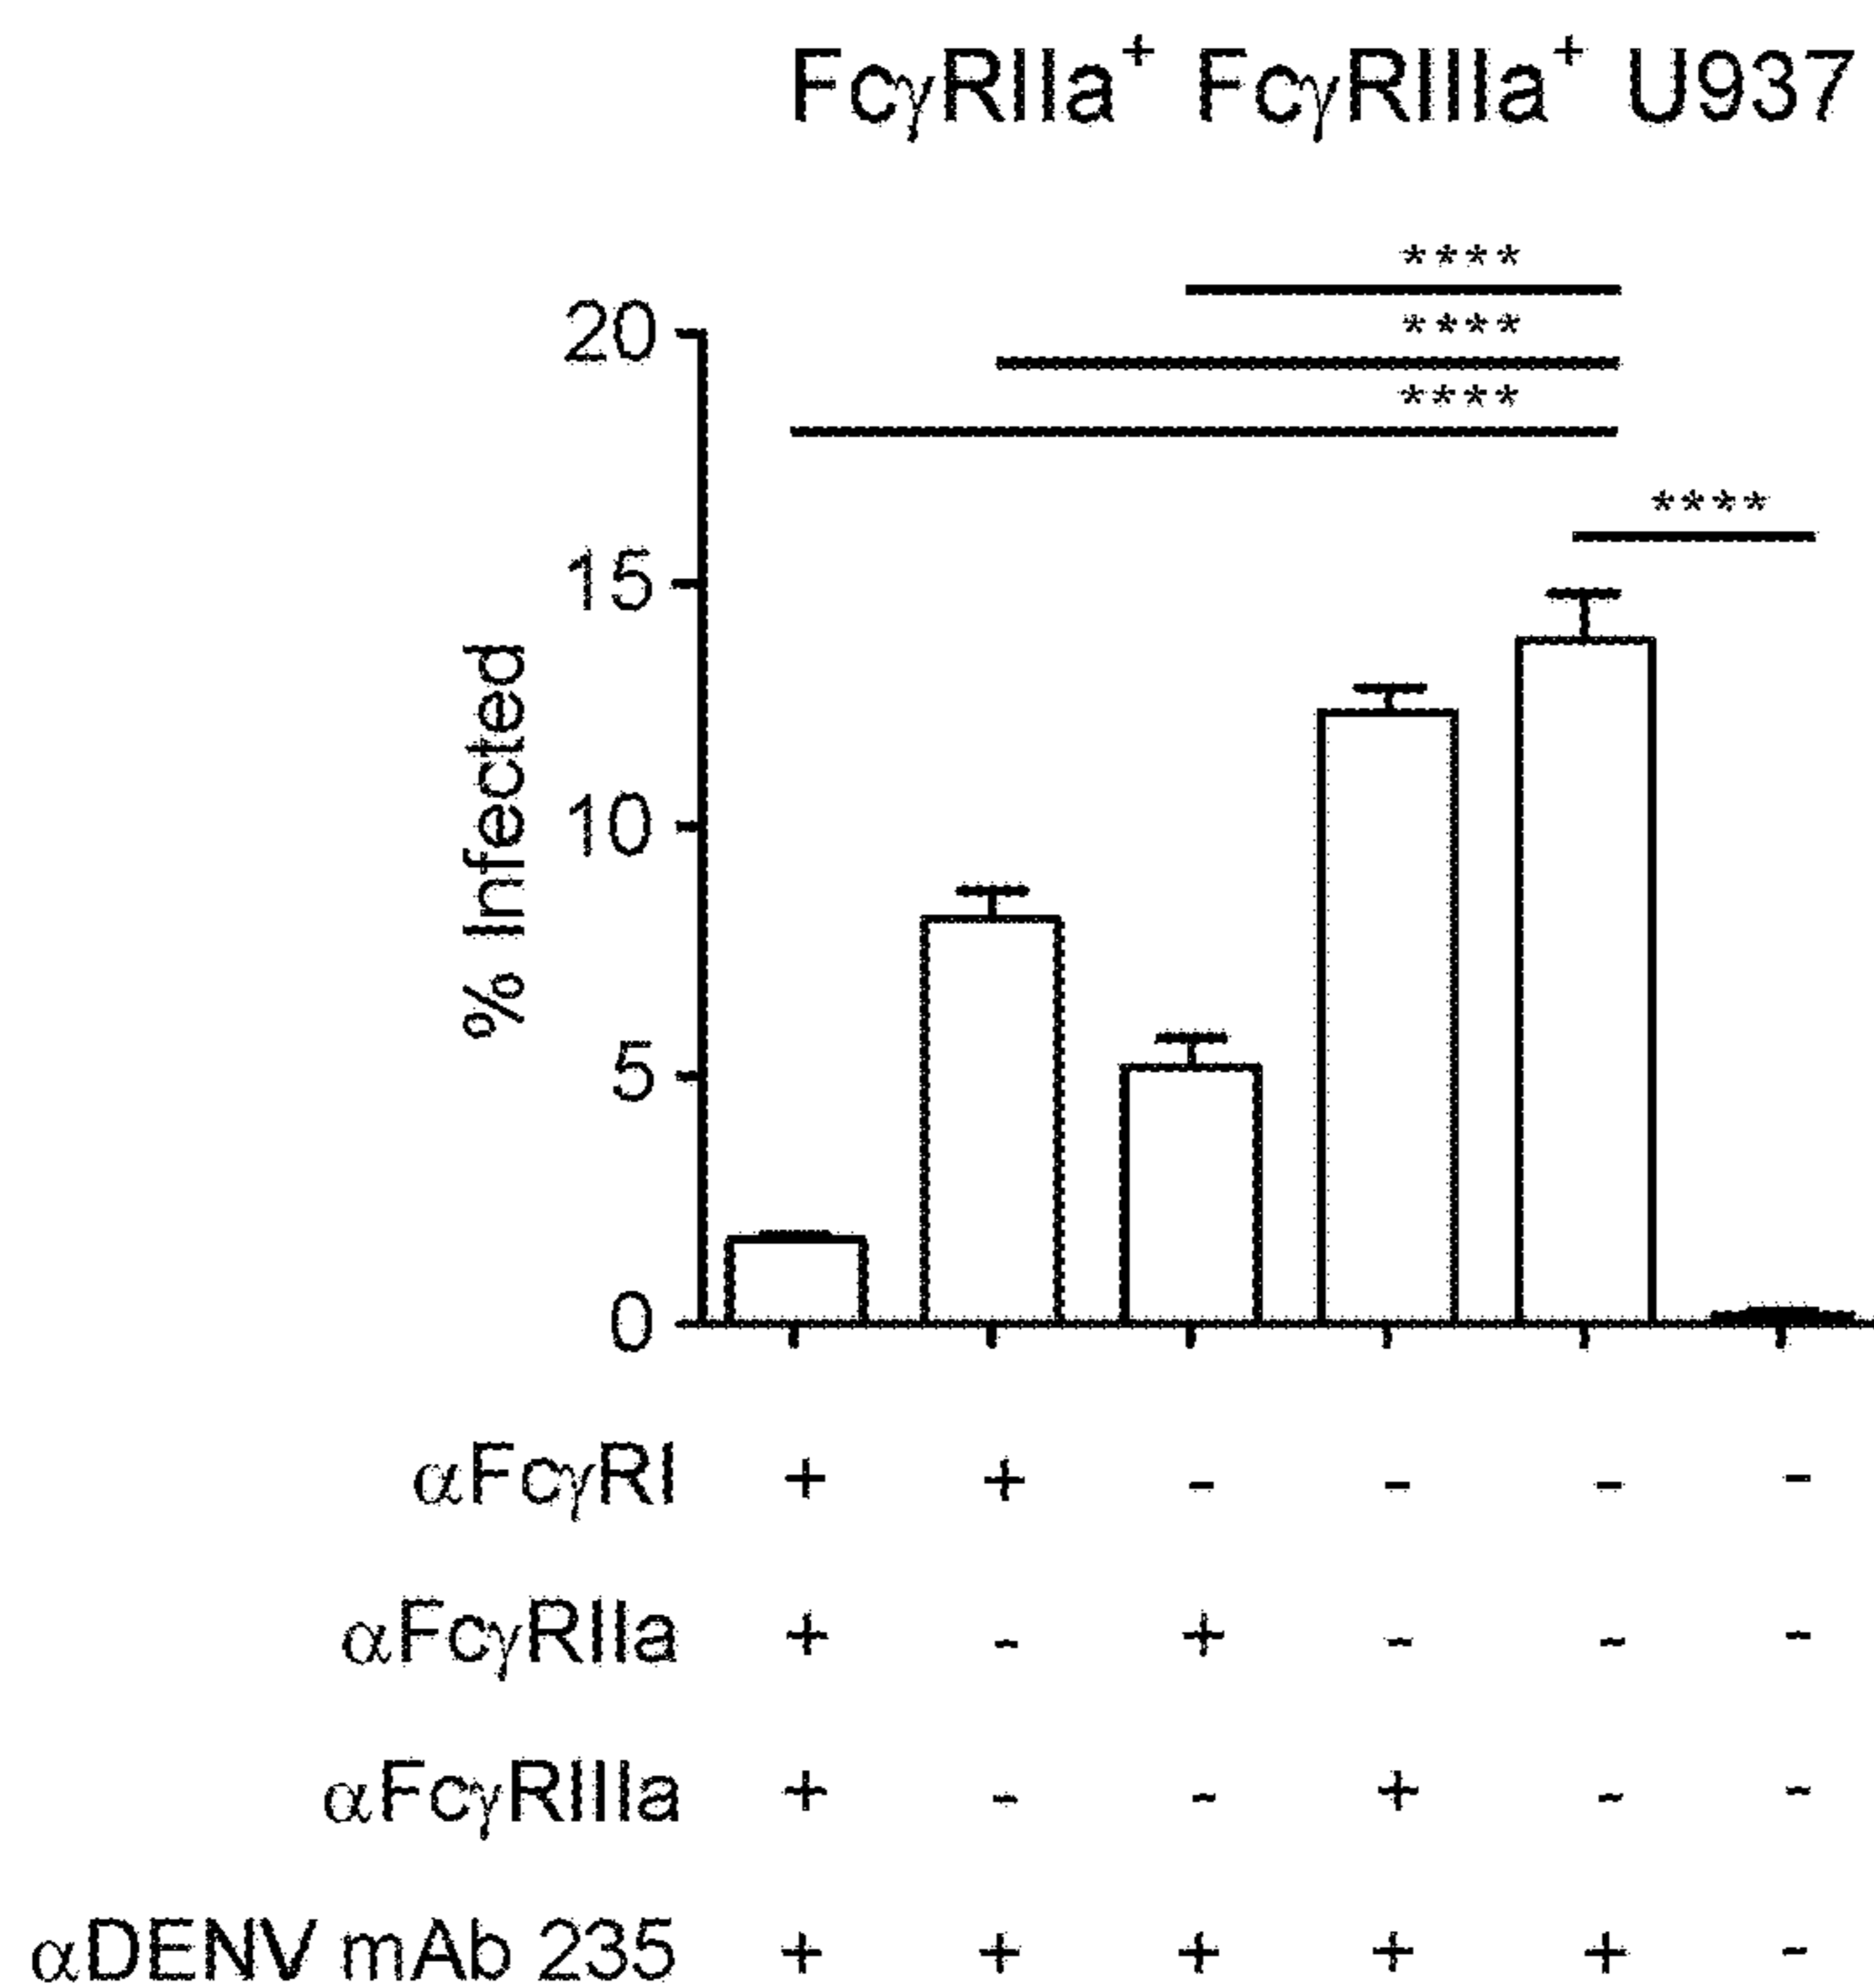 FcγRIIa⁺ FcγRIIIa⁺ U937
****
****
****
****
20
15
10
5
0
% Infected
αFcγRI + + - - - -
αFcγRIIa + - + - - -
αFcγRIIIa + - - + - -
αDENV mAb 235 + + + + + -